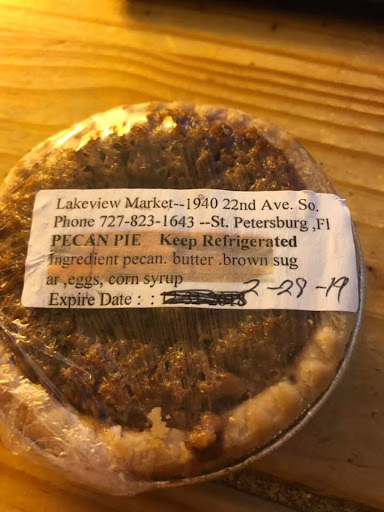 Lakeview Market--1940 22nd Ave. So.
Phone 727-823-1643 --St. Petersburg ,Fl
PECAN PIE Keep Refrigerated
Ingredient pecan. butter .brown sug
ar ,eggs, corn syrup
Expire Date : : 2-28-19